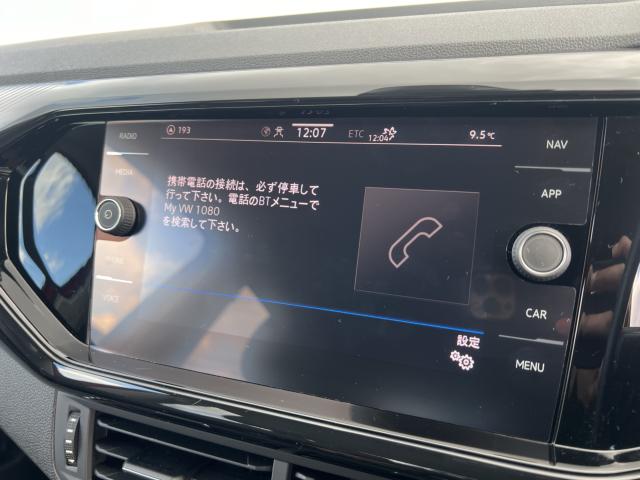 RADIO
193
12:07
ETC
12:04
9.5℃
NAV
MEDIA
APP
携帯電話の接続は、必ず停車して
行って下さい。電話のBTメニューで
My VW 1080
を検索して下さい。
PHONE
VOICE
CAR
設定
MENU